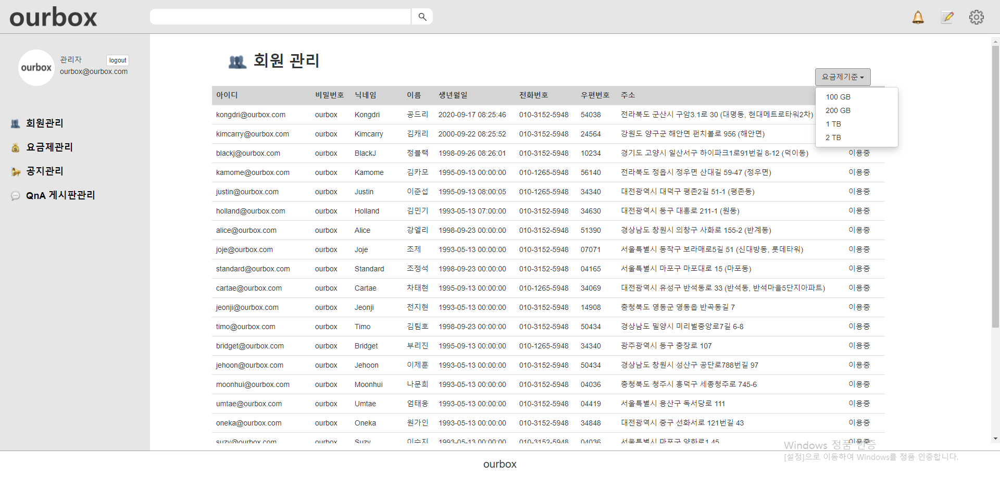 ourbox
관리자 logout
ourbox
ourbox@ourbox.com
회원관리
요금제관리
공지관리
QnA 게시판관리
회원 관리
요금제기준
100 GB
200 GB
1 TB
2 TB
아이디 비밀번호 닉네임 이름 생년월일 전화번호 우편번호 주소
kongdri@ourbox.com ourbox Kongdri 공드리 2020-09-17 08:25:46 010-3152-5948 54038 전라북도 군산시 구암3.1로 30 (대명동, 현대메트로타워2차)
kimcarry@ourbox.com ourbox Kimcarry 김캐리 2000-09-22 08:25:52 010-3152-5948 24564 강원도 양구군 해안면 펀치볼로 956 (해안면)
blackj@ourbox.com ourbox BlackJ 정블랙 1998-09-26 08:26:01 010-3152-5948 10234 경기도 고양시 일산서구 하이파크1로91번길 8-12 (덕이동) 이용중
kamome@ourbox.com ourbox Kamome 김카모 1995-09-13 00:00:00 010-1265-5948 56140 전라북도 정읍시 정우면 산대길 59-47 (정우면) 이용중
justin@ourbox.com ourbox Justin 이준섭 1995-09-13 08:00:05 010-1265-5948 34340 대전광역시 대덕구 평촌2길 51-1 (평촌동) 이용중
holland@ourbox.com ourbox Holland 김민기 1993-05-13 07:00:00 010-3152-5948 34630 대전광역시 동구 대흥로 211-1 (원동) 이용중
alice@ourbox.com ourbox Alice 강엘리 1998-09-23 00:00:00 010-3152-5948 51390 경상남도 창원시 의창구 사화로 155-2 (반계동) 이용중
joje@ourbox.com ourbox Joje 조제 1993-05-13 00:00:00 010-3152-5948 07071 서울특별시 동작구 보라매로5길 51 (신대방동, 롯데타워) 이용중
standard@ourbox.com ourbox Standard 조정석 1998-09-23 00:00:00 010-3152-5948 04165 서울특별시 마포구 마포대로 15 (마포동) 이용중
cartae@ourbox.com ourbox Cartae 차태현 1995-09-13 00:00:00 010-1265-5948 34069 대전광역시 유성구 반석동로 33 (반석동, 반석마을5단지아파트) 이용중
jeonji@ourbox.com ourbox Jeonji 전지현 1993-05-13 00:00:00 010-3152-5948 14908 충청북도 영동군 영동읍 반곡동길 7 이용중
timo@ourbox.com ourbox Timo 김팀호 1998-09-23 00:00:00 010-3152-5948 50434 경상남도 밀양시 미리벌중앙로7길 6-8 이용중
bridget@ourbox.com ourbox Bridget 부리진 1995-09-13 00:00:00 010-1265-5948 34340 광주광역시 동구 충장로 107 이용중
jehoon@ourbox.com ourbox Jehoon 이제훈 1993-05-13 00:00:00 010-3152-5948 50434 경상남도 창원시 성산구 공단로788번길 97 이용중
moonhui@ourbox.com ourbox Moonhui 나문희 1993-05-13 00:00:00 010-3152-5948 04036 충청북도 청주시 흥덕구 세종청주로 745-6 이용중
umtae@ourbox.com ourbox Umtae 엄태웅 1993-05-13 00:00:00 010-3152-5948 04419 서울특별시 용산구 독서당로 111 이용중
oneka@ourbox.com ourbox Oneka 원가인 1993-05-13 00:00:00 010-3152-5948 34848 대전광역시 중구 선화서로 121번길 43 이용중
suzy@ourbox.com ourbox Suzy 이수지 1993-05-13 00:00:00 010-3152-5948 04036 서울특별시 마포구 양화로1 45 이용중
Windows 정품 인증
[설정]으로 이동하여 Windows를 정품 인증합니다.
ourbox